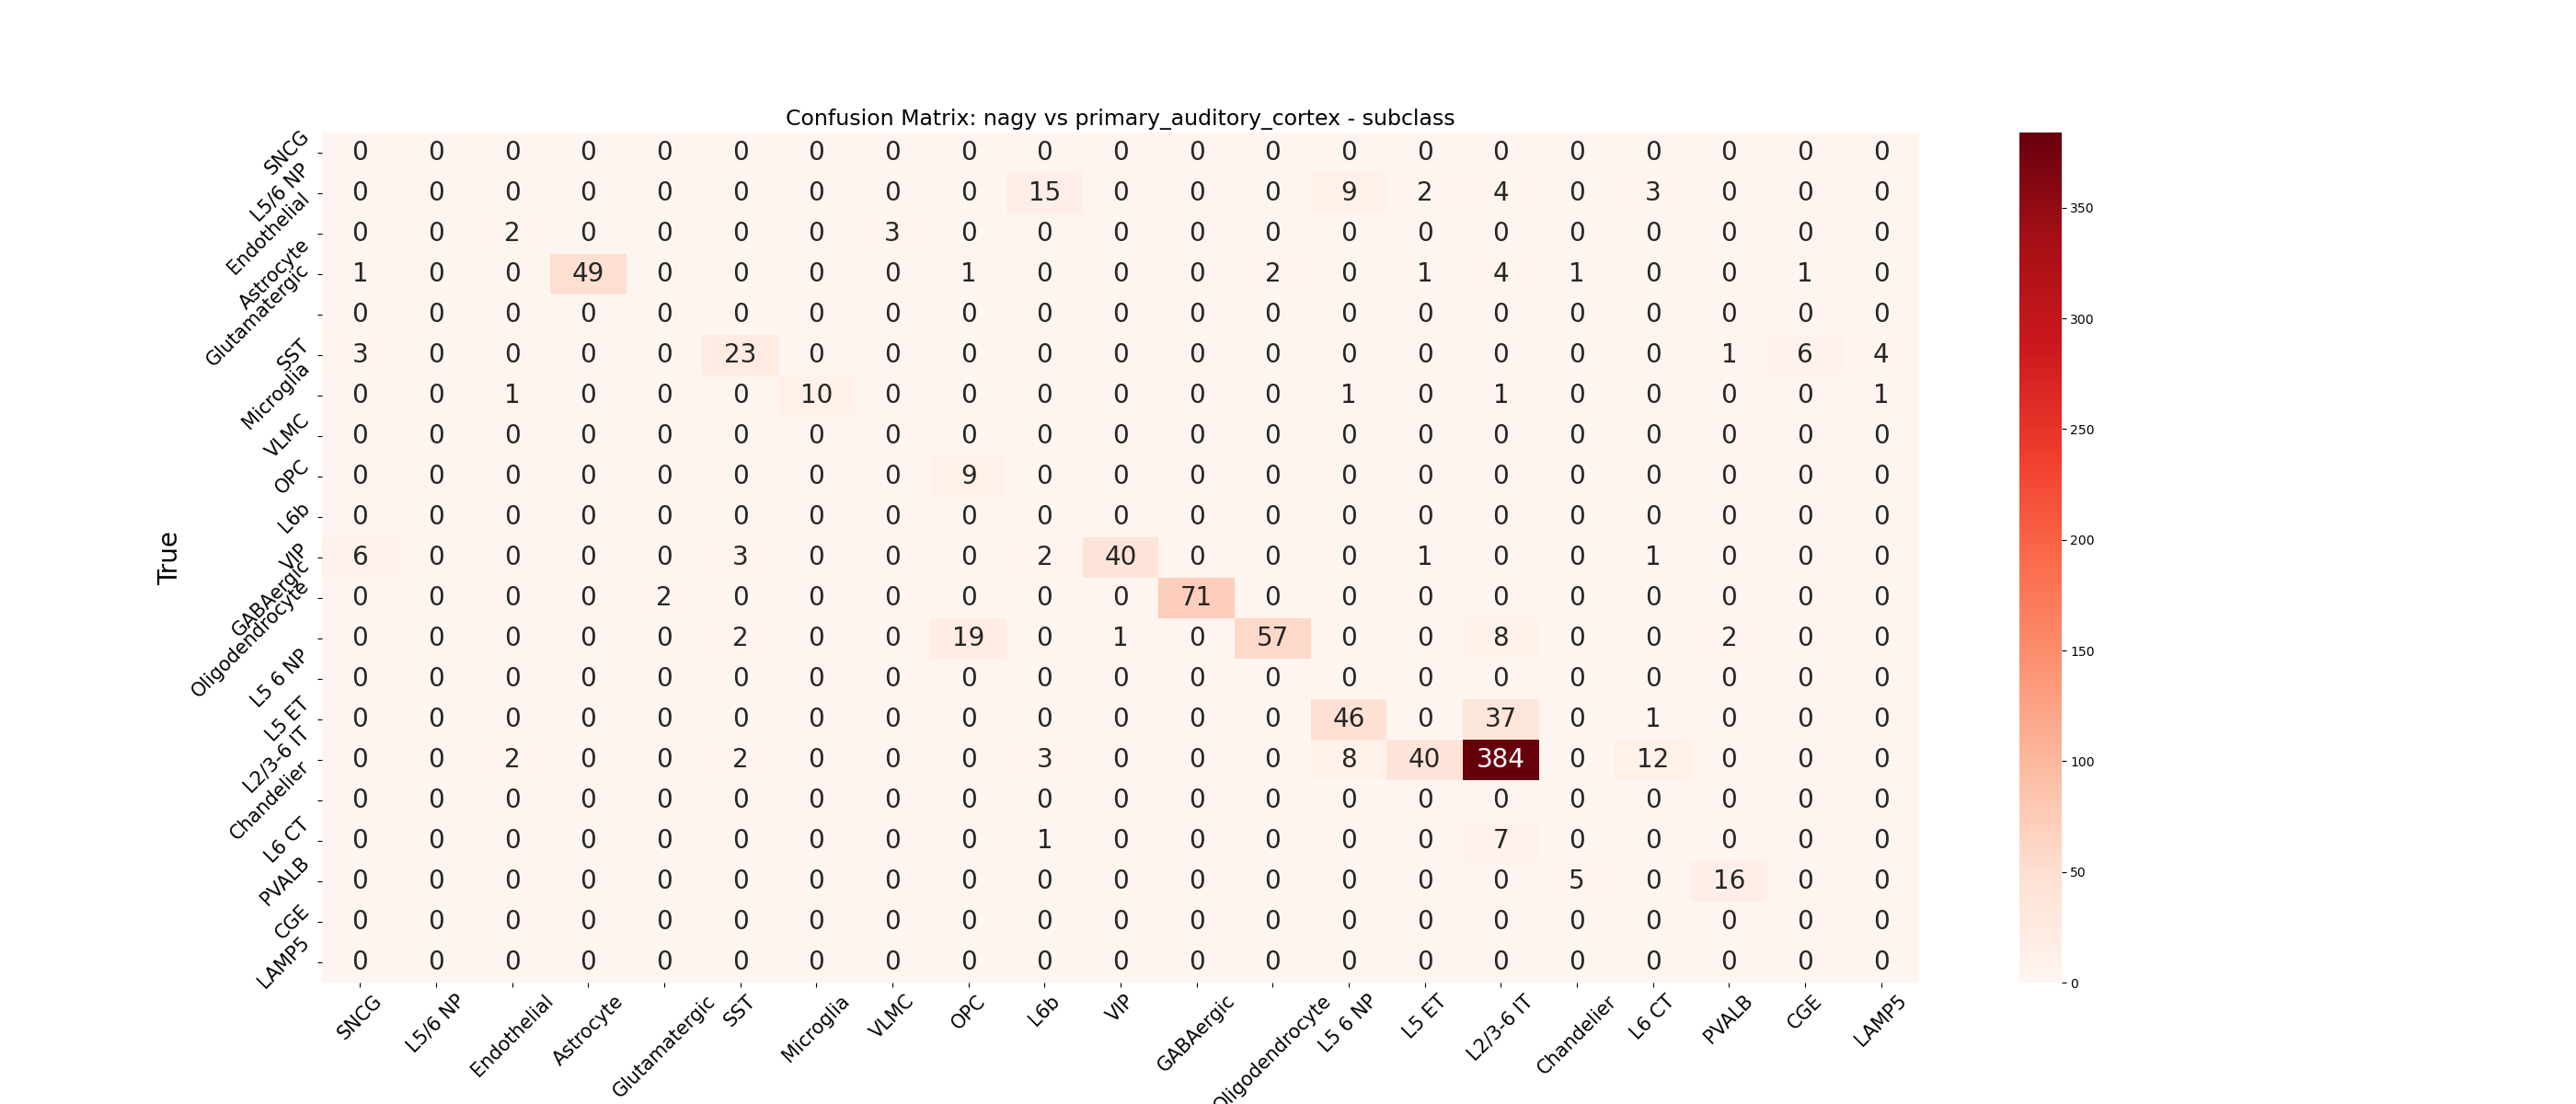 Confusion Matrix: nagy vs primary_auditory_cortex - subclass
True
SNCG 0 0 0 0 0 0 0 0 0 0 0 0 0 0 0 0 0 0 0 0 0
L5/6 NP 0 0 0 0 0 0 0 0 0 15 0 0 0 9 2 4 0 3 0 0 0
Endothelial 0 0 2 0 0 0 0 3 0 0 0 0 0 0 0 0 0 0 0 0 0
Astrocyte 1 0 0 49 0 0 0 0 1 0 0 0 2 0 1 4 1 0 0 1 0
Glutamatergic 0 0 0 0 0 0 0 0 0 0 0 0 0 0 0 0 0 0 0 0 0
SST 3 0 0 0 0 23 0 0 0 0 0 0 0 0 0 0 0 0 1 6 4
Microglia 0 0 1 0 0 0 10 0 0 0 0 0 0 1 0 1 0 0 0 0 1
VLMC 0 0 0 0 0 0 0 0 0 0 0 0 0 0 0 0 0 0 0 0 0
OPC 0 0 0 0 0 0 0 0 9 0 0 0 0 0 0 0 0 0 0 0 0
L6b 0 0 0 0 0 0 0 0 0 0 0 0 0 0 0 0 0 0 0 0 0
VIP 6 0 0 0 0 3 0 0 0 2 40 0 0 0 1 0 0 1 0 0 0
GABAergic 0 0 0 0 2 0 0 0 0 0 0 71 0 0 0 0 0 0 0 0 0
Oligodendrocyte 0 0 0 0 0 2 0 0 19 0 1 0 57 0 0 8 0 0 2 0 0
L5 6 NP 0 0 0 0 0 0 0 0 0 0 0 0 0 0 0 0 0 0 0 0 0
L5 ET 0 0 0 0 0 0 0 0 0 0 0 0 0 46 0 37 0 1 0 0 0
L2/3-6 IT 0 0 2 0 0 2 0 0 0 3 0 0 0 8 40 384 0 12 0 0 0
Chandelier 0 0 0 0 0 0 0 0 0 0 0 0 0 0 0 0 0 0 0 0 0
L6 CT 0 0 0 0 0 0 0 0 0 1 0 0 0 0 0 7 0 0 0 0 0
PVALB 0 0 0 0 0 0 0 0 0 0 0 0 0 0 0 0 5 0 16 0 0
CGE 0 0 0 0 0 0 0 0 0 0 0 0 0 0 0 0 0 0 0 0 0
LAMP5 0 0 0 0 0 0 0 0 0 0 0 0 0 0 0 0 0 0 0 0 0
SNCG L5/6 NP Endothelial Astrocyte Glutamatergic SST Microglia VLMC OPC L6b VIP GABAergic Oligodendrocyte L5 6 NP L5 ET L2/3-6 IT Chandelier L6 CT PVALB CGE LAMP5
350
300
250
200
150
100
50
0